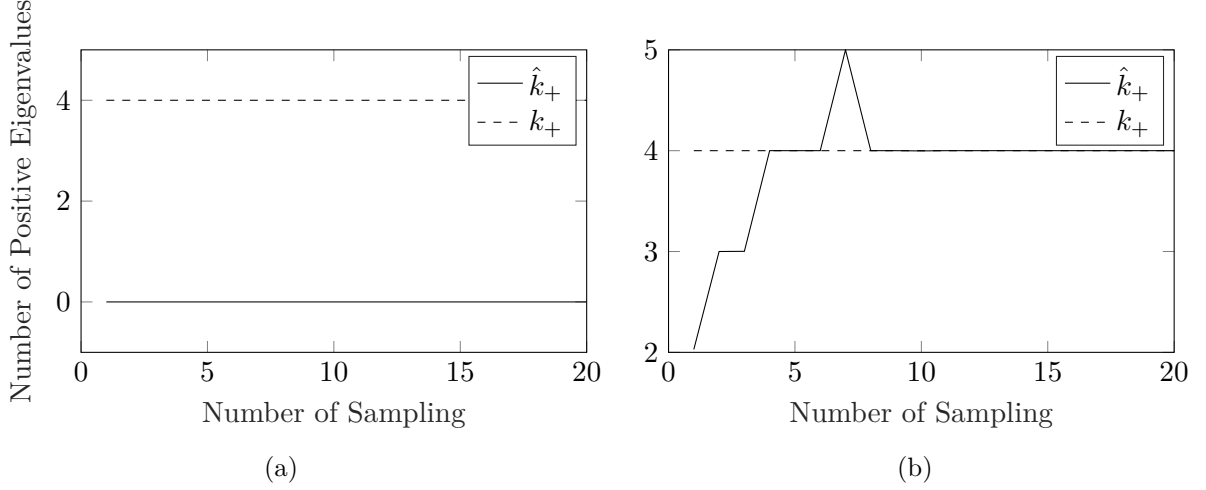 Number of Positive Eigenvalues
4
2
0
0
5
10
15
20
Number of Sampling
k̂₊
k₊
(a)
5
4
3
2
0
5
10
15
20
Number of Sampling
k̂₊
k₊
(b)